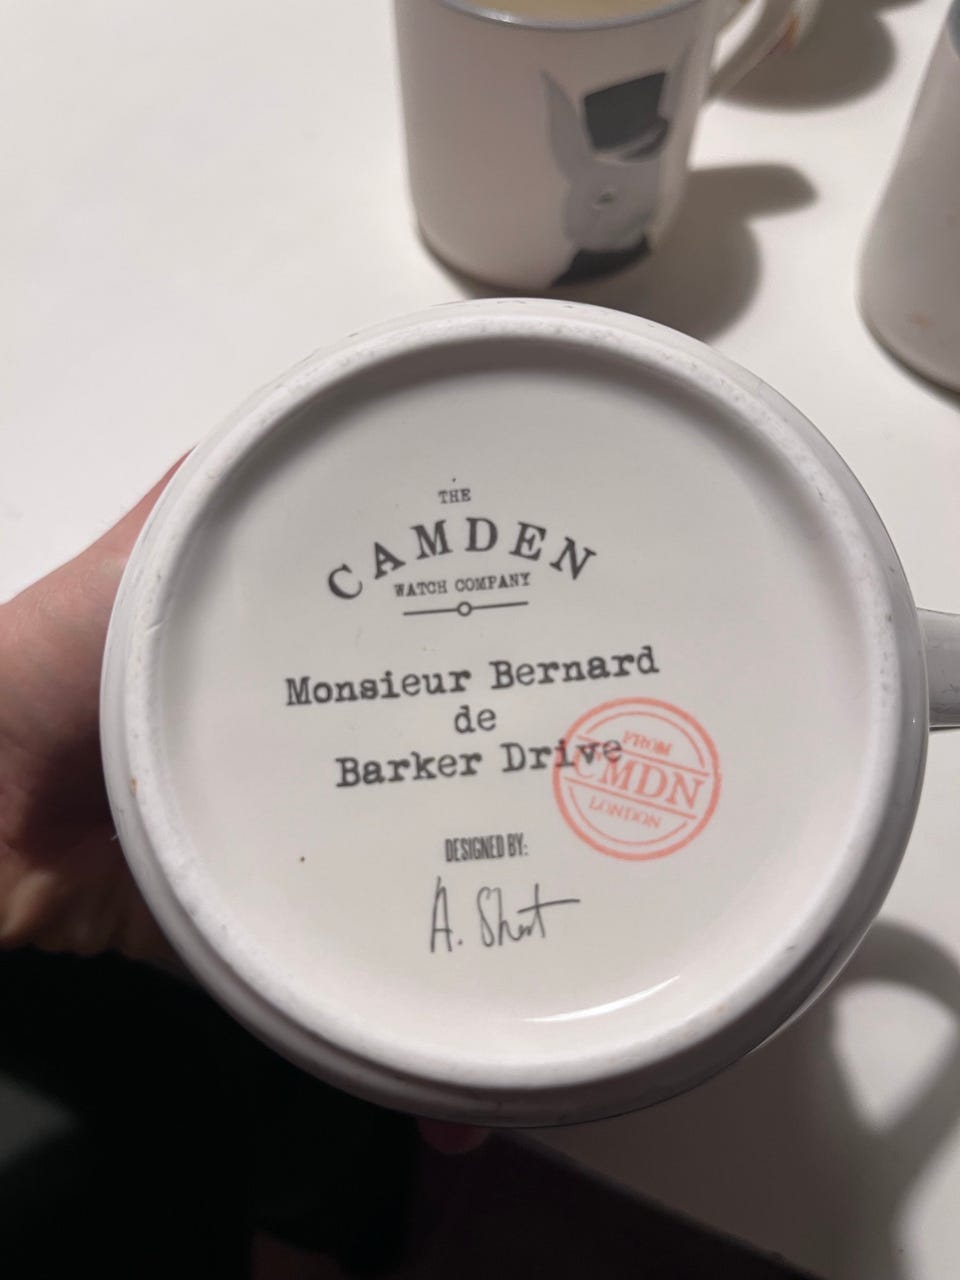 THE
CAMDEN
WATCH COMPANY
Monsieur Bernard
de
Barker Drive
FROM
CMDN
LONDON
DESIGNED BY:
A. Short